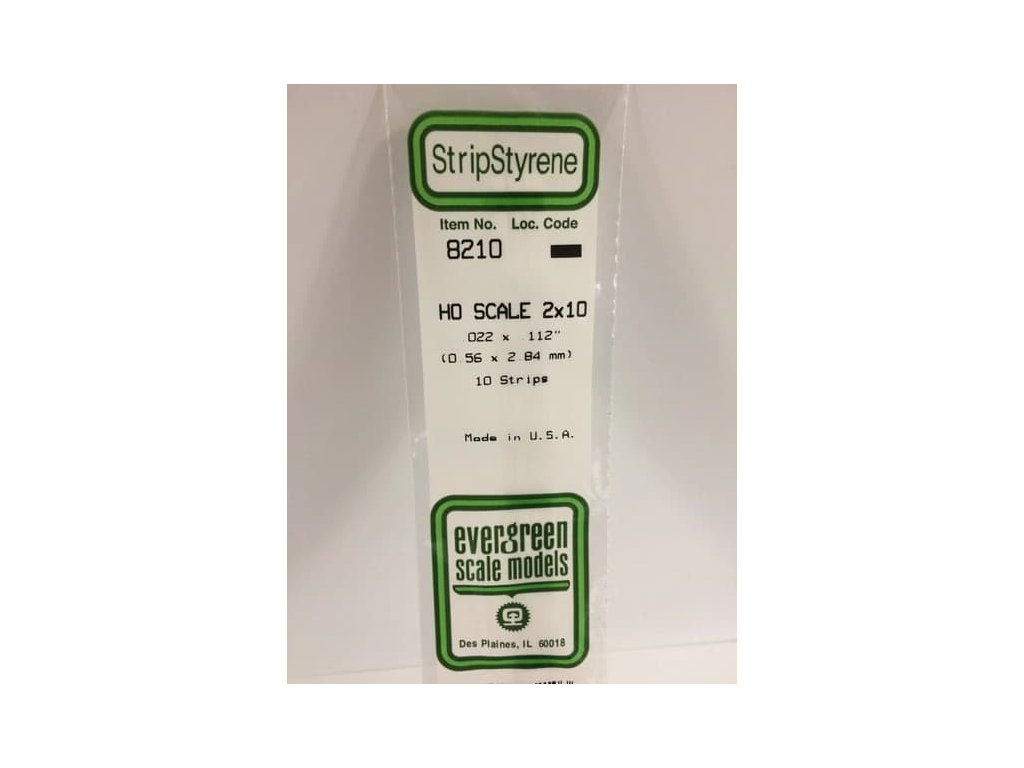 StripStyrene
Item No. Loc. Code
8210
HO SCALE 2x10
.022 x .112"
(0.56 x 2.84 mm)
10 Strips
Made in U.S.A.
evergreen
scale models
Des Plaines, IL 60018